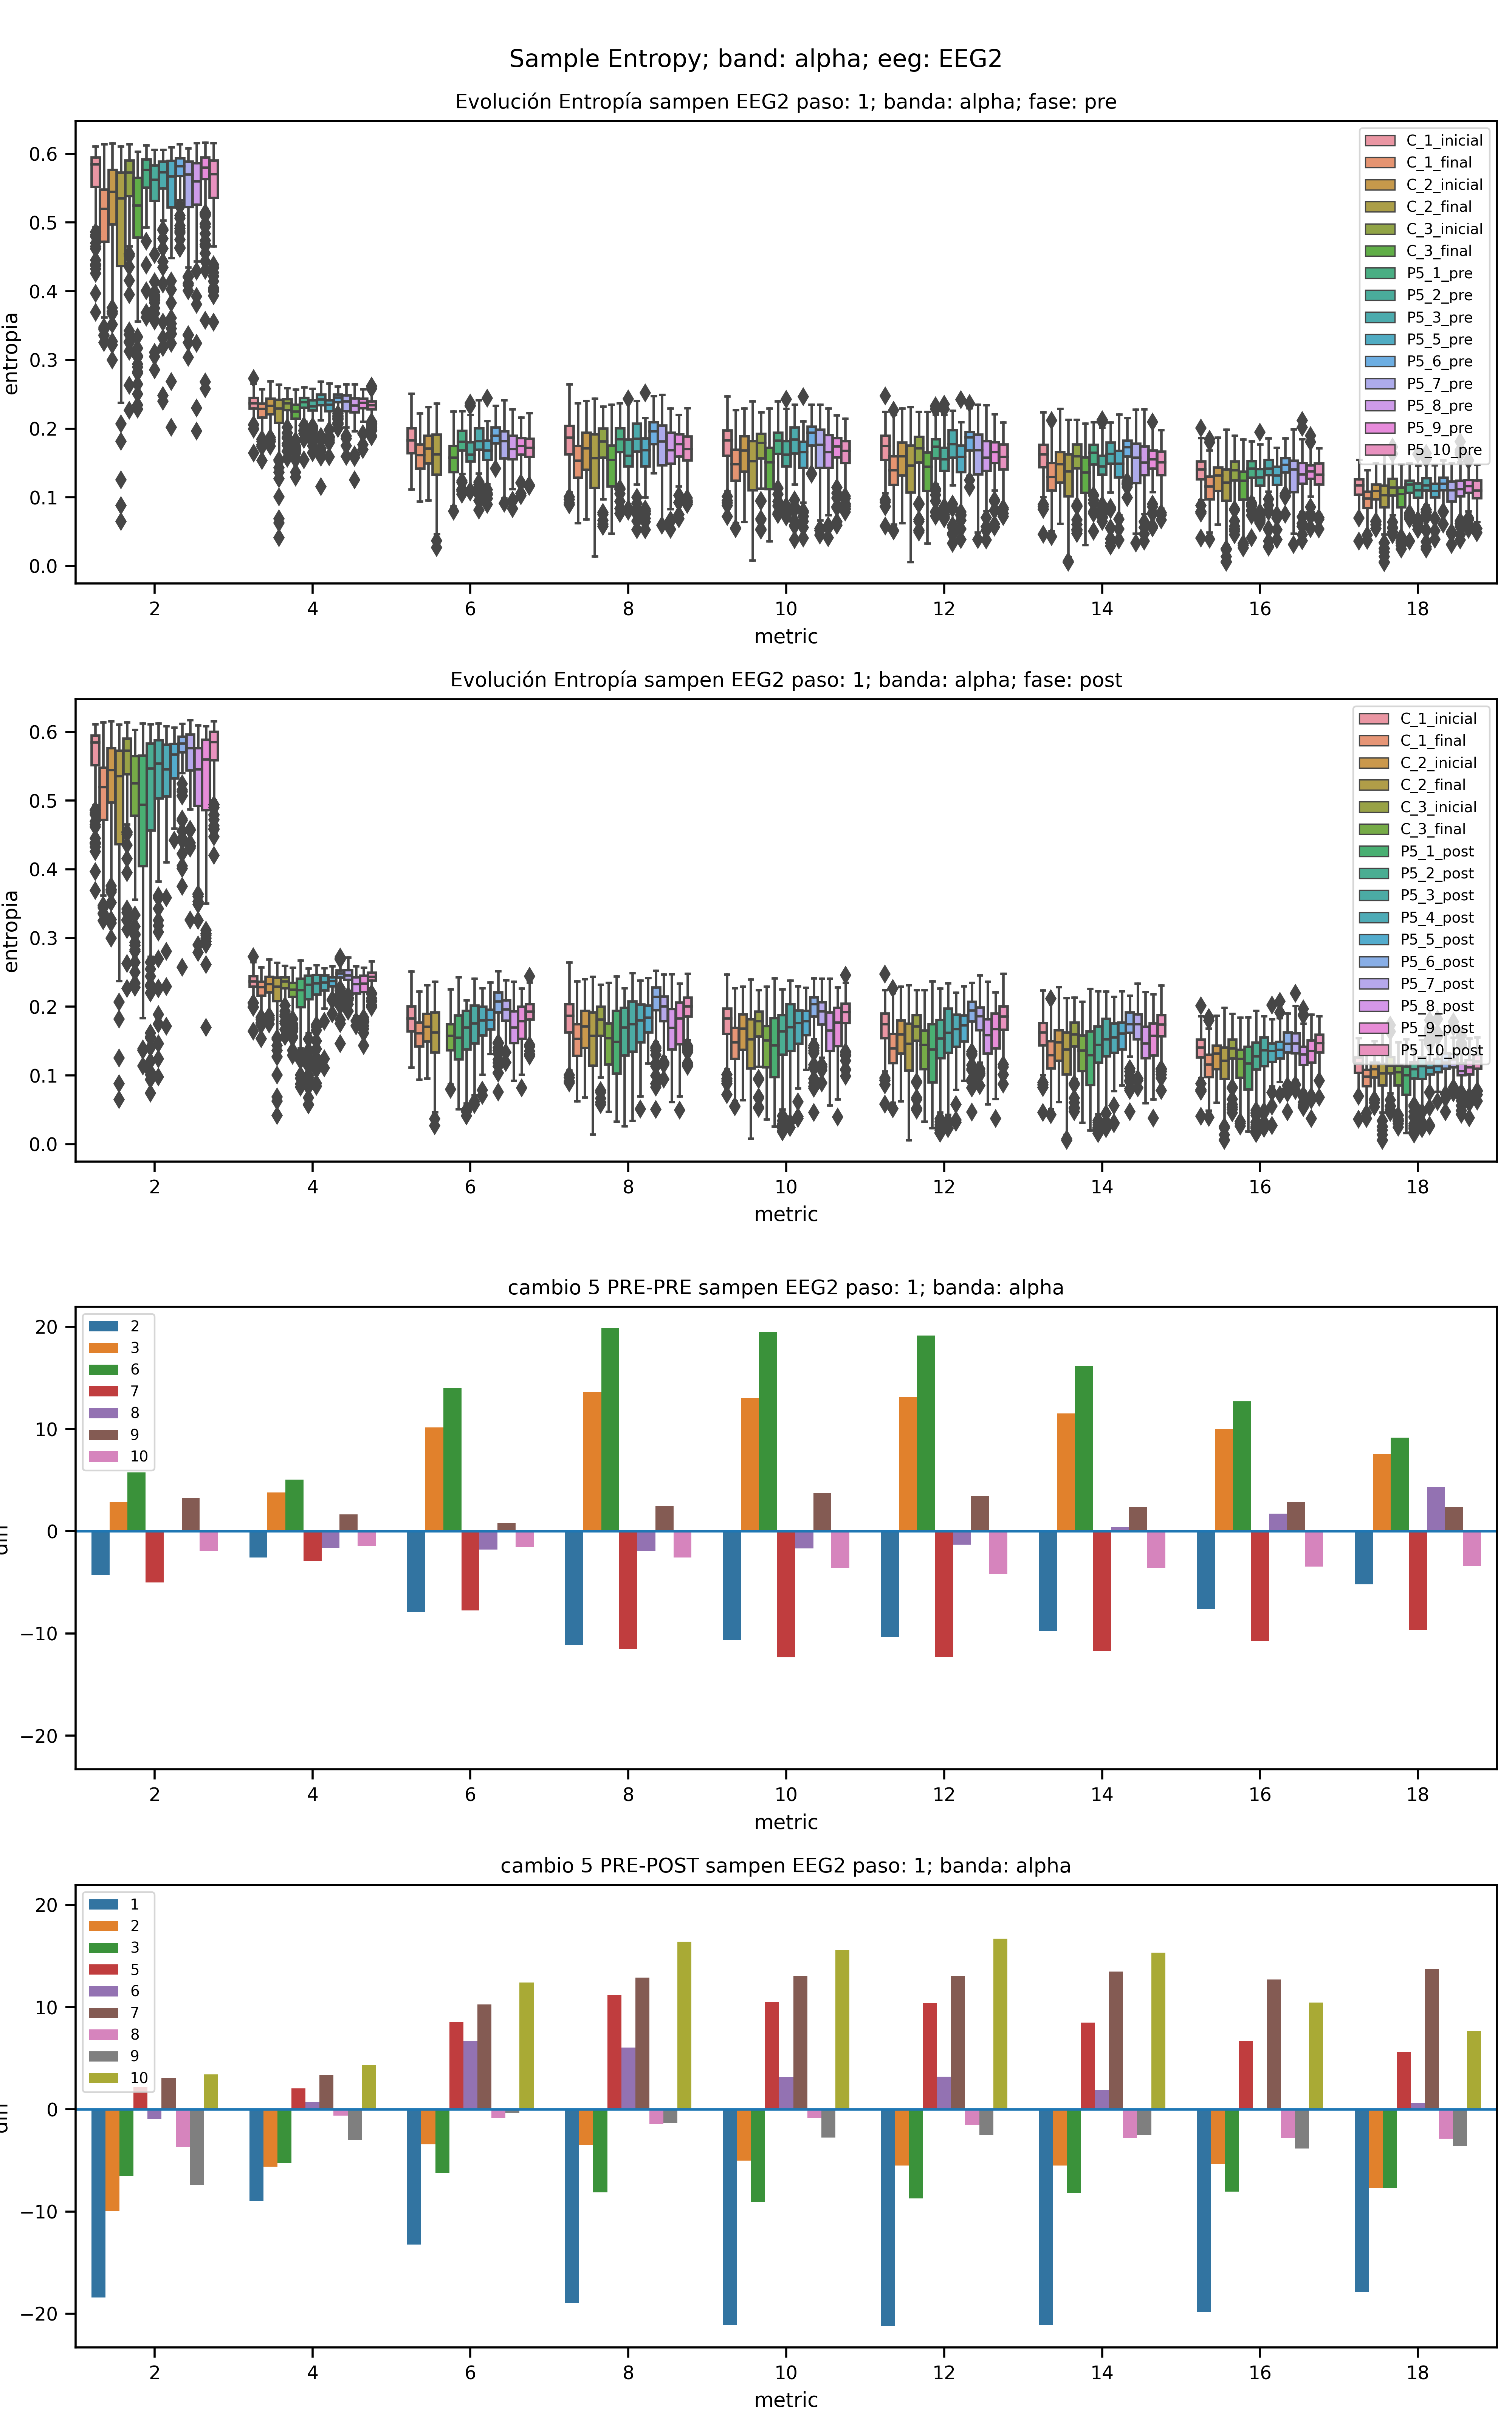 Sample Entropy; band: alpha; eeg: EEG2
Evolución Entropía sampen EEG2 paso: 1; banda: alpha; fase: pre
entropia
0.6
0.5
0.4
0.3
0.2
0.1
0.0
C_1_inicial
C_1_final
C_2_inicial
C_2_final
C_3_inicial
C_3_final
P5_1_pre
P5_2_pre
P5_3_pre
P5_5_pre
P5_6_pre
P5_7_pre
P5_8_pre
P5_9_pre
P5_10_pre
2 4 6 8 10 12 14 16 18
metric
Evolución Entropía sampen EEG2 paso: 1; banda: alpha; fase: post
entropia
0.6
0.5
0.4
0.3
0.2
0.1
0.0
C_1_inicial
C_1_final
C_2_inicial
C_2_final
C_3_inicial
C_3_final
P5_1_post
P5_2_post
P5_3_post
P5_4_post
P5_5_post
P5_6_post
P5_7_post
P5_8_post
P5_9_post
P5_10_post
2 4 6 8 10 12 14 16 18
metric
cambio 5 PRE-PRE sampen EEG2 paso: 1; banda: alpha
20
10
0
−10
−20
2
3
6
7
8
9
10
2 4 6 8 10 12 14 16 18
metric
cambio 5 PRE-POST sampen EEG2 paso: 1; banda: alpha
20
10
0
−10
−20
1
2
3
5
6
7
8
9
10
2 4 6 8 10 12 14 16 18
metric